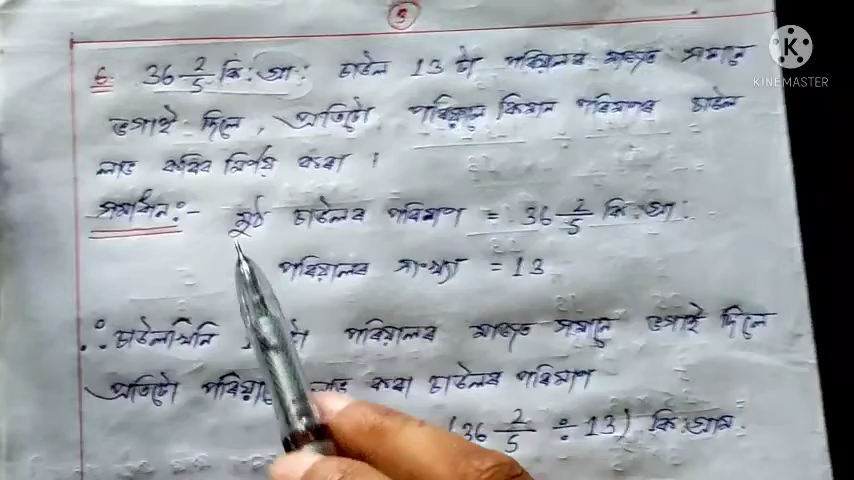 3
6. 36 2/5 কি:গ্ৰা: চাউল 13 টা পৰিয়ালৰ মাজত সমানে
ভগাই দিলে, প্ৰতিটো পৰিয়ালে কিমান পৰিমাণৰ চাউল
লাভ কৰিব নিৰ্ণয় কৰা ।
সমাধান:- মুঠ চাউলৰ পৰিমাণ = 36 2/5 কি:গ্ৰা:
পৰিয়ালৰ সংখ্যা = 13
∴ চাউলখিনি টা পৰিয়ালৰ মাজত সমানে ভগাই দিলে
প্ৰতিটো লাভ কৰা চাউলৰ পৰিমাণ
(36 2/5 ÷ 13) কি:গ্ৰাম:
K
KINEMASTER